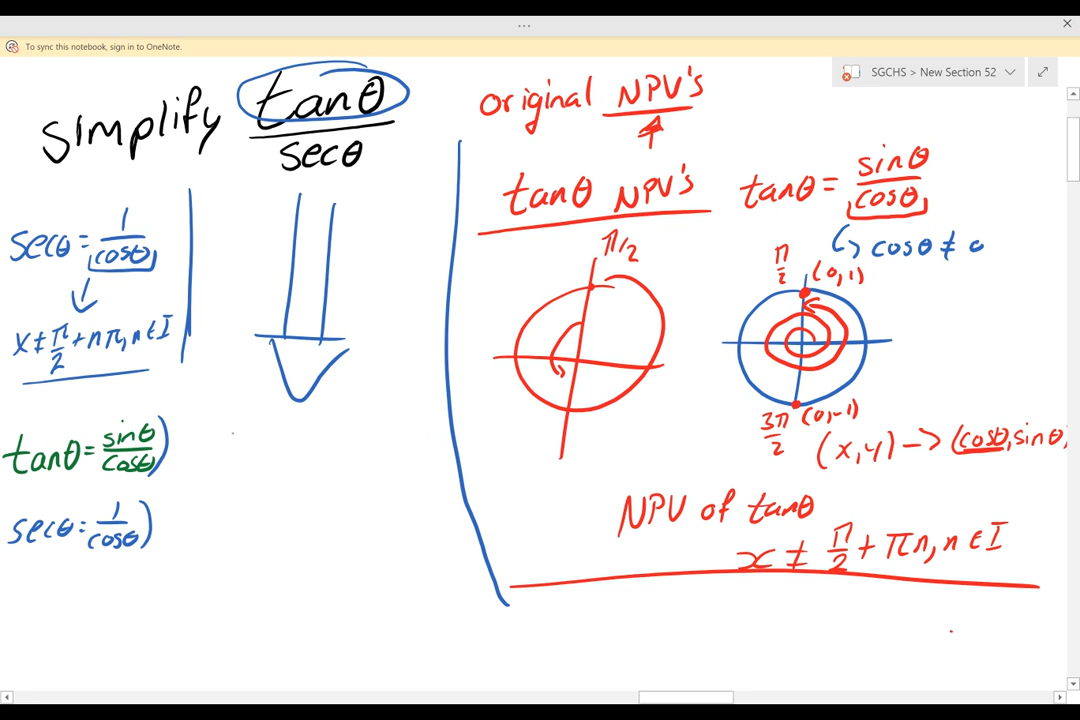 To sync this notebook, sign in to OneNote.
SGCHS > New Section 52
simplify tanθ / secθ
secθ = 1 / cosθ
x ≠ π/2 + nπ, n ∈ I
tanθ = sinθ / cosθ
secθ = 1 / cosθ
original NPV's
tanθ NPV's
tanθ = sinθ / cosθ
↳ cosθ ≠ 0
π/2
π/2 (0,1)
3π/2 (0,-1)
(x,y) → (cosθ, sinθ,
NPV of tanθ
x ≠ π/2 + πn, n ∈ I